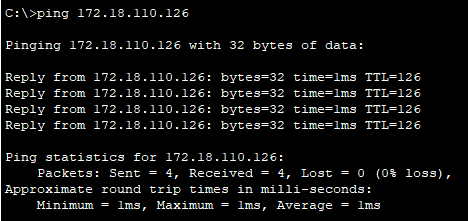 C:\>ping 172.18.110.126
Pinging 172.18.110.126 with 32 bytes of data:
Reply from 172.18.110.126: bytes=32 time=1ms TTL=126
Reply from 172.18.110.126: bytes=32 time=1ms TTL=126
Reply from 172.18.110.126: bytes=32 time=1ms TTL=126
Reply from 172.18.110.126: bytes=32 time=1ms TTL=126
Ping statistics for 172.18.110.126:
Packets: Sent = 4, Received = 4, Lost = 0 (0% loss),
Approximate round trip times in milli-seconds:
Minimum = 1ms, Maximum = 1ms, Average = 1ms